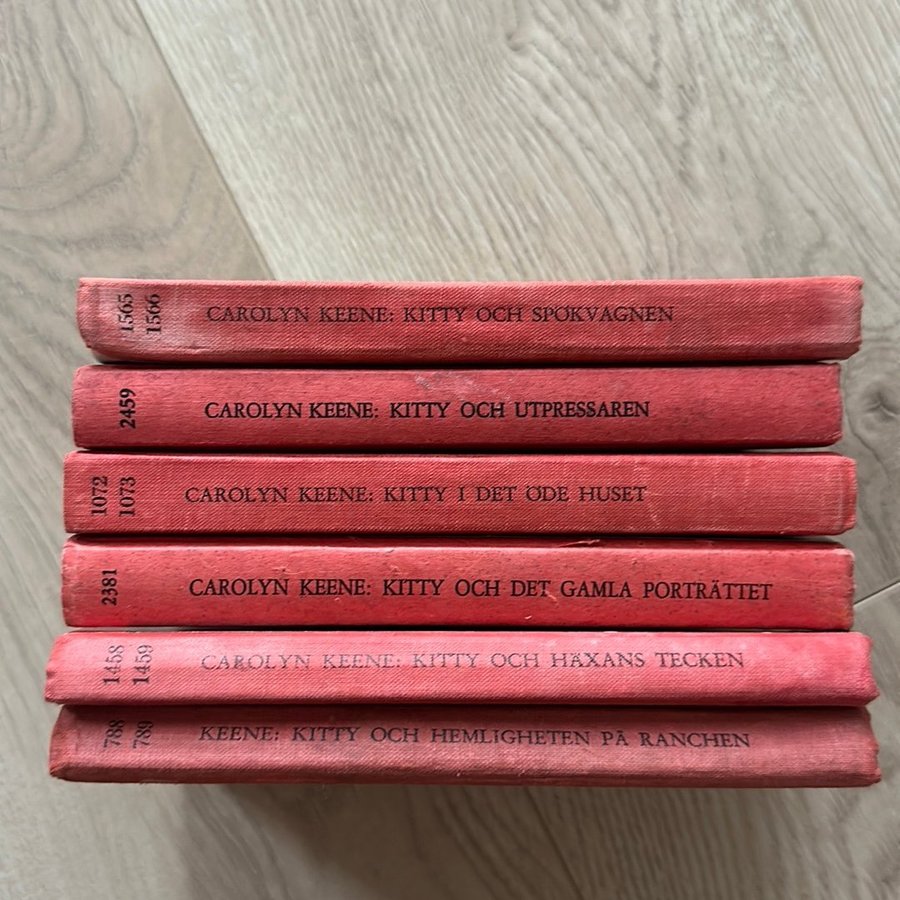 1565
1566
CAROLYN KEENE: KITTY OCH SPÖKVAGNEN
2459
CAROLYN KEENE: KITTY OCH UTPRESSAREN
1072
1073
CAROLYN KEENE: KITTY I DET ÖDE HUSET
2381
CAROLYN KEENE: KITTY OCH DET GAMLA PORTRÄTTET
1458
1459
CAROLYN KEENE: KITTY OCH HÄXANS TECKEN
788
789
KEENE: KITTY OCH HEMLIGHETEN PÅ RANCHEN